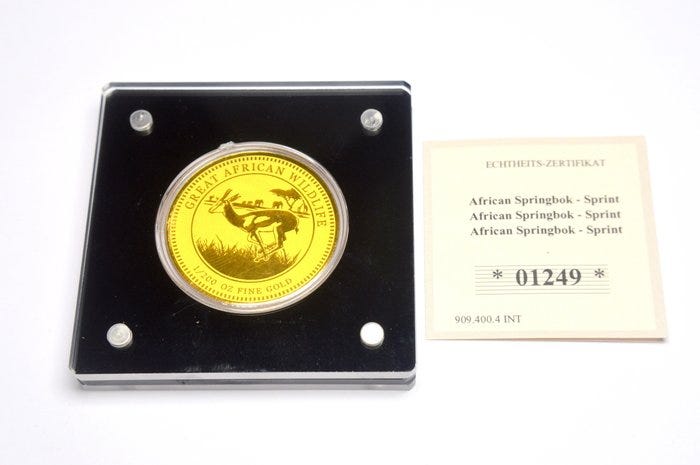 GREAT AFRICAN WILDLIFE
1/200 OZ FINE GOLD
ECHTHEITS-ZERTIFIKAT
African Springbok - Sprint
African Springbok - Sprint
African Springbok - Sprint
* 01249 *
909.400.4 INT